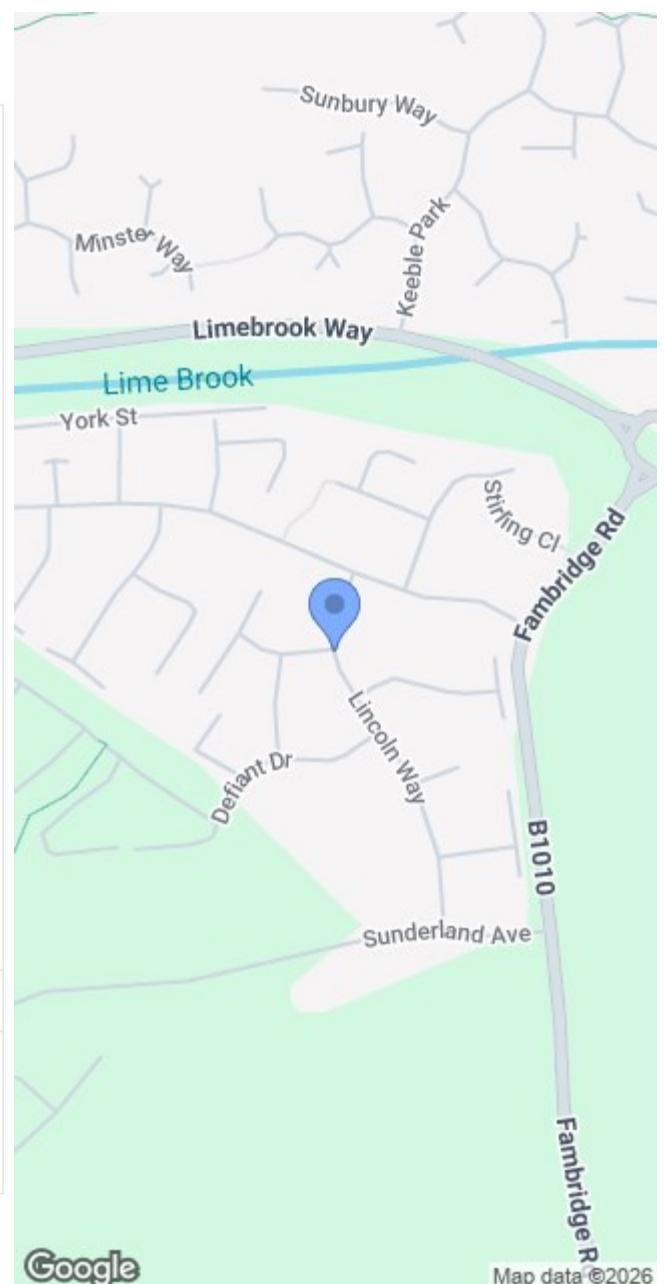 Sunbury Way
Minster Way
Keeble Park
Limebrook Way
Lime Brook
York St
Stirling Cl
Fambridge Rd
Lincoln Way
Defiant Dr
B1010
Sunderland Ave
Fambridge R
Google
Map data ©2026